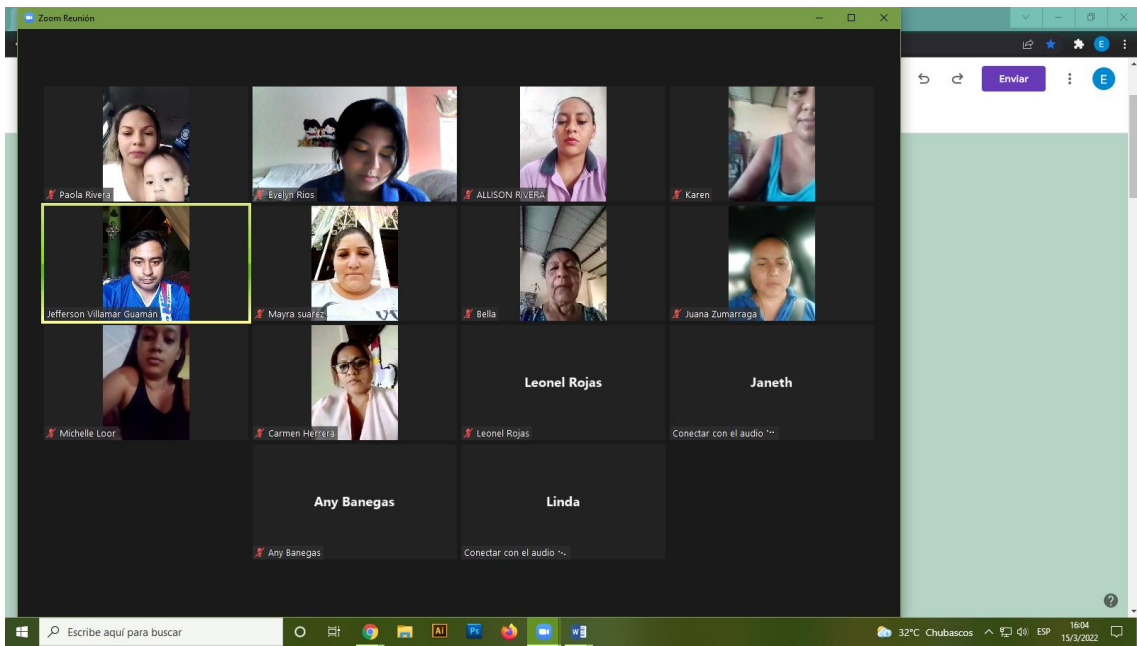 Zoom Reunión
E
Enviar
E
Paola Rivera
Evelyn Rios
ALLISON RIVERA
Karen
Jefferson Villamar Guamán
Mayra suarez
Bella
Juana Zumarraga
Michelle Loor
Carmen Herrera
Leonel Rojas
Leonel Rojas
Janeth
Conectar con el audio
Any Banegas
Any Banegas
Linda
Conectar con el audio
Escribe aquí para buscar
Ai
Ps
W
32°C Chubascos
ESP
16:04
15/3/2022